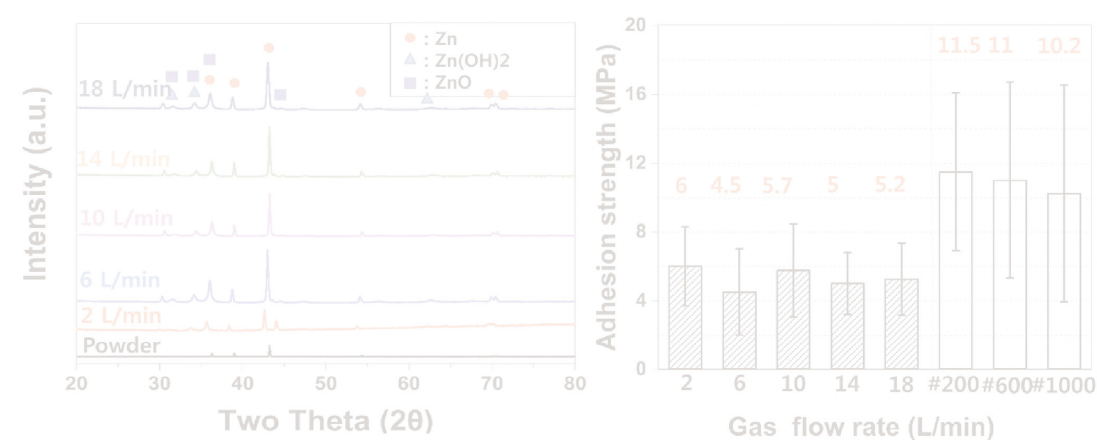 : Zn
: Zn(OH)2
: ZnO
18 L/min
14 L/min
10 L/min
6 L/min
2 L/min
Powder
Intensity (a.u.)
20 30 40 50 60 70 80
Two Theta (2θ)
20
16
12
8
4
0
Adhesion strength (MPa)
11.5 11 10.2
6 4.5 5.7 5 5.2
2 6 10 14 18 #200 #600 #1000
Gas flow rate (L/min)